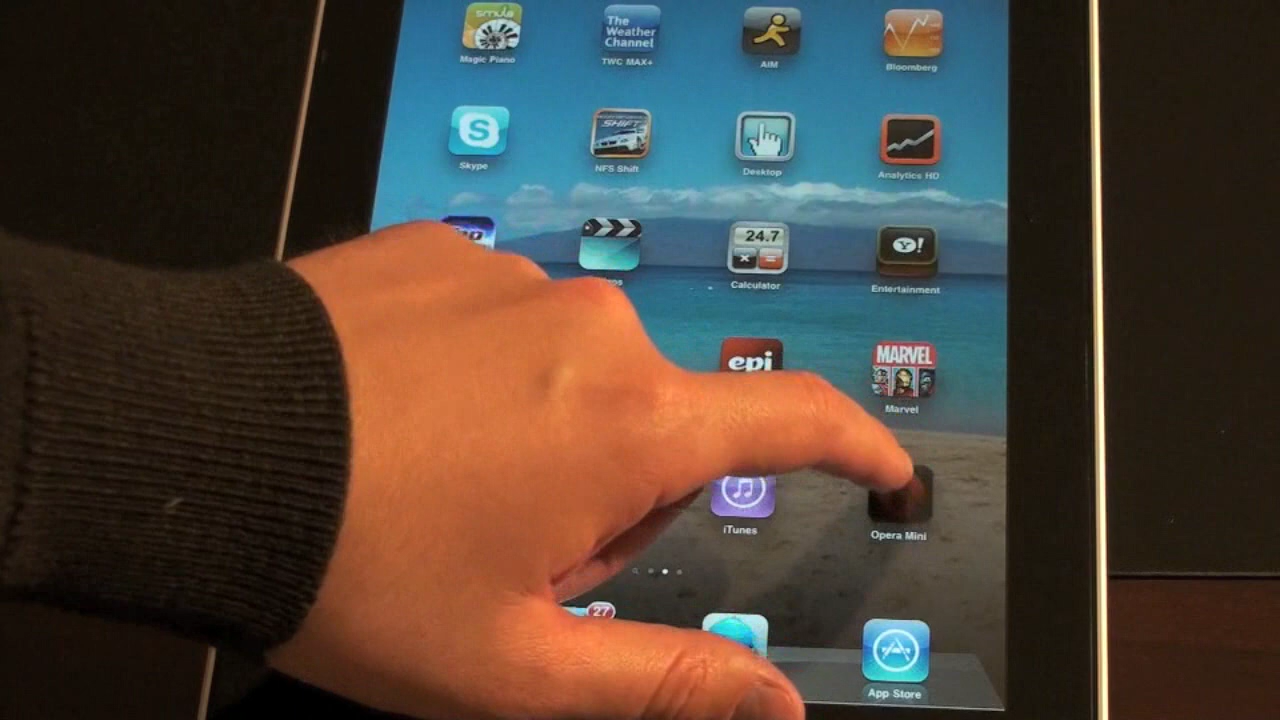 smule
Magic Piano
The
Weather
Channel
TWC MAX+
AIM
Bloomberg
S
Skype
SHIFT
NFS Shift
Desktop
Analytics HD
24.7
Calculator
Y!
Entertainment
epi
MARVEL
Marvel
iTunes
Opera Mini
27
App Store